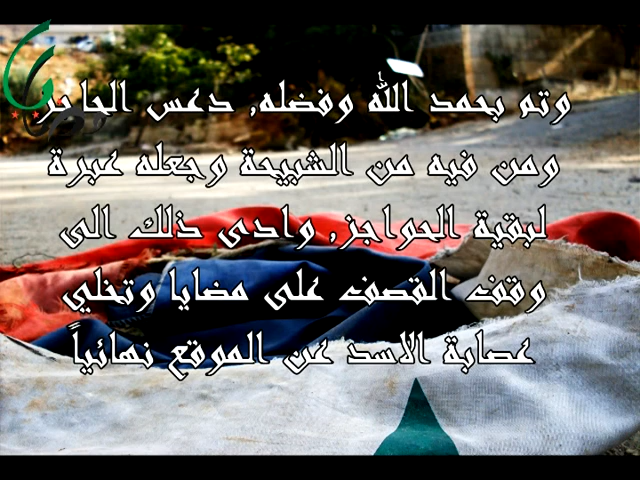 وتم بحمد الله وفضله, دعس الحاجز
ومن فيه من الشبيحة وجعله عبرة
لبقية الحواجز, وادى ذلك الى
وقف القصف على مضايا وتخلي
عصابة الاسد عن الموقع نهائياً